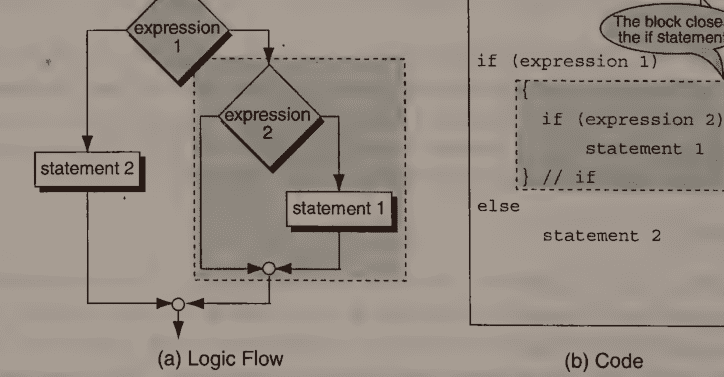 expression
1
expression
2
statement 2
statement 1
(a) Logic Flow
The block close
the if statement
if (expression 1)
{
if (expression 2)
statement 1
} // if
else
statement 2
(b) Code